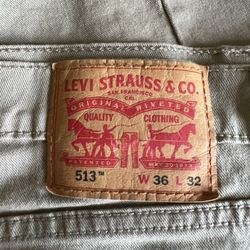 LEVI STRAUSS & CO.
SAN FRANCISCO
CAL.
ORIGINAL RIVETED
QUALITY CLOTHING
PATENTED
513™ W 36 L 32